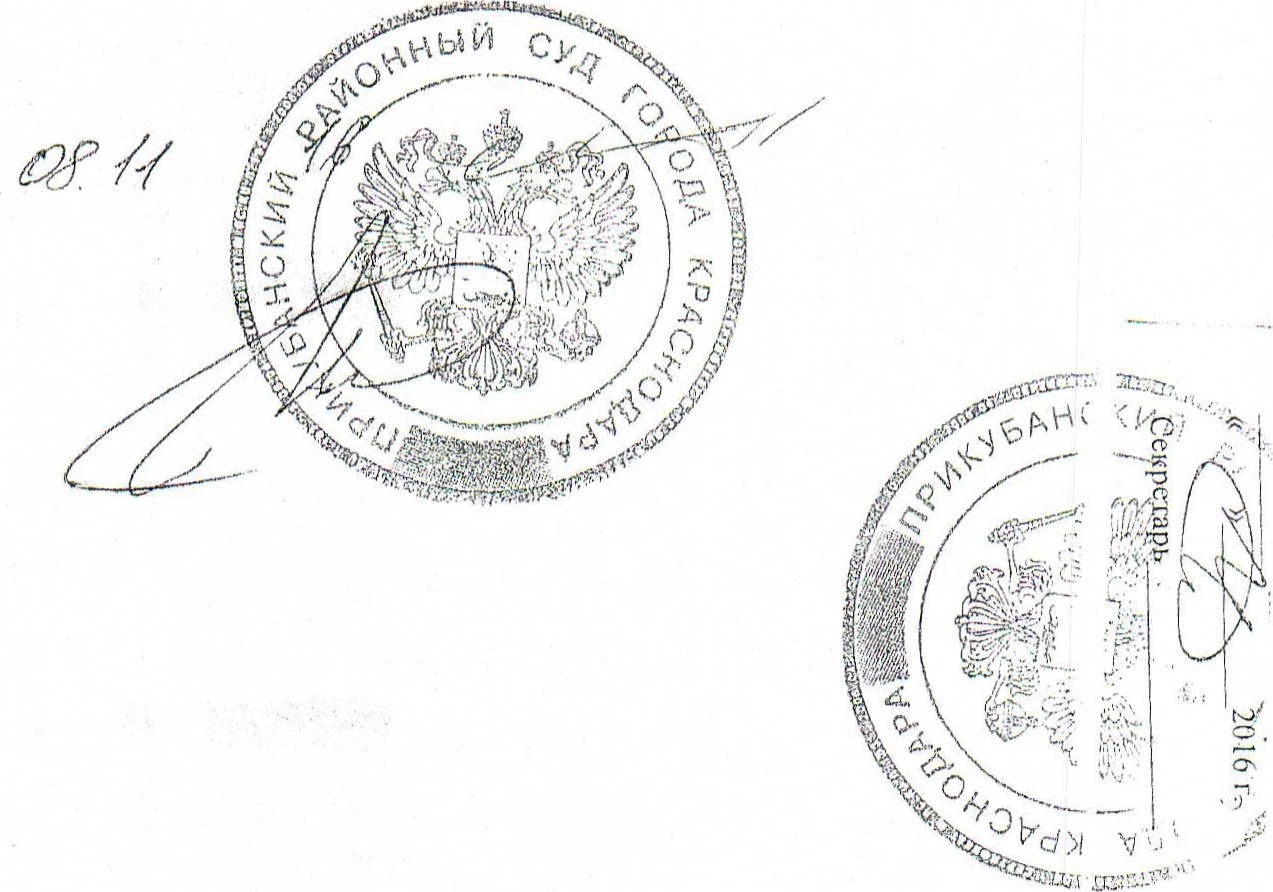 08.11
ПРИКУБАНСКИЙ РАЙОННЫЙ СУД ГОРОДА КРАСНОДАРА
ПРИКУБАНСКИЙ
КРАСНОДАРА
Секретарь
2016 г.